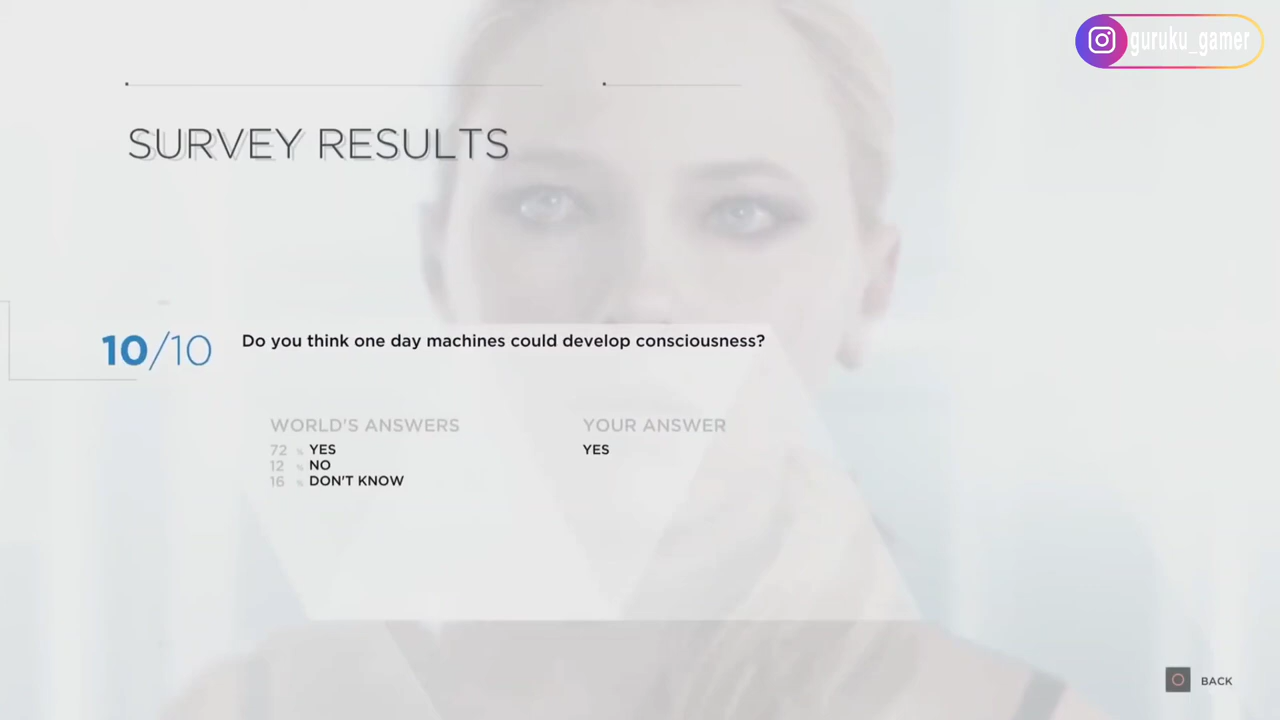 guruku_gamer
SURVEY RESULTS
10/10 Do you think one day machines could develop consciousness?
WORLD'S ANSWERS YOUR ANSWER
72 % YES YES
12 % NO
16 % DON'T KNOW
BACK